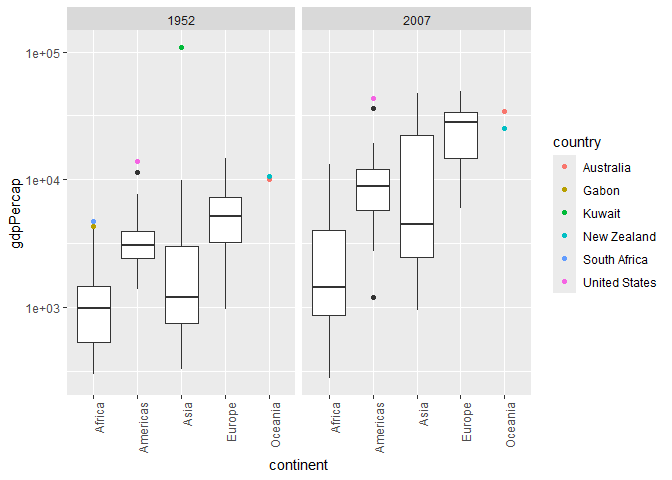 1952
2007
gdpPercap
1e+05
1e+04
1e+03
Africa
Americas
Asia
Europe
Oceania
Africa
Americas
Asia
Europe
Oceania
continent
country
Australia
Gabon
Kuwait
New Zealand
South Africa
United States